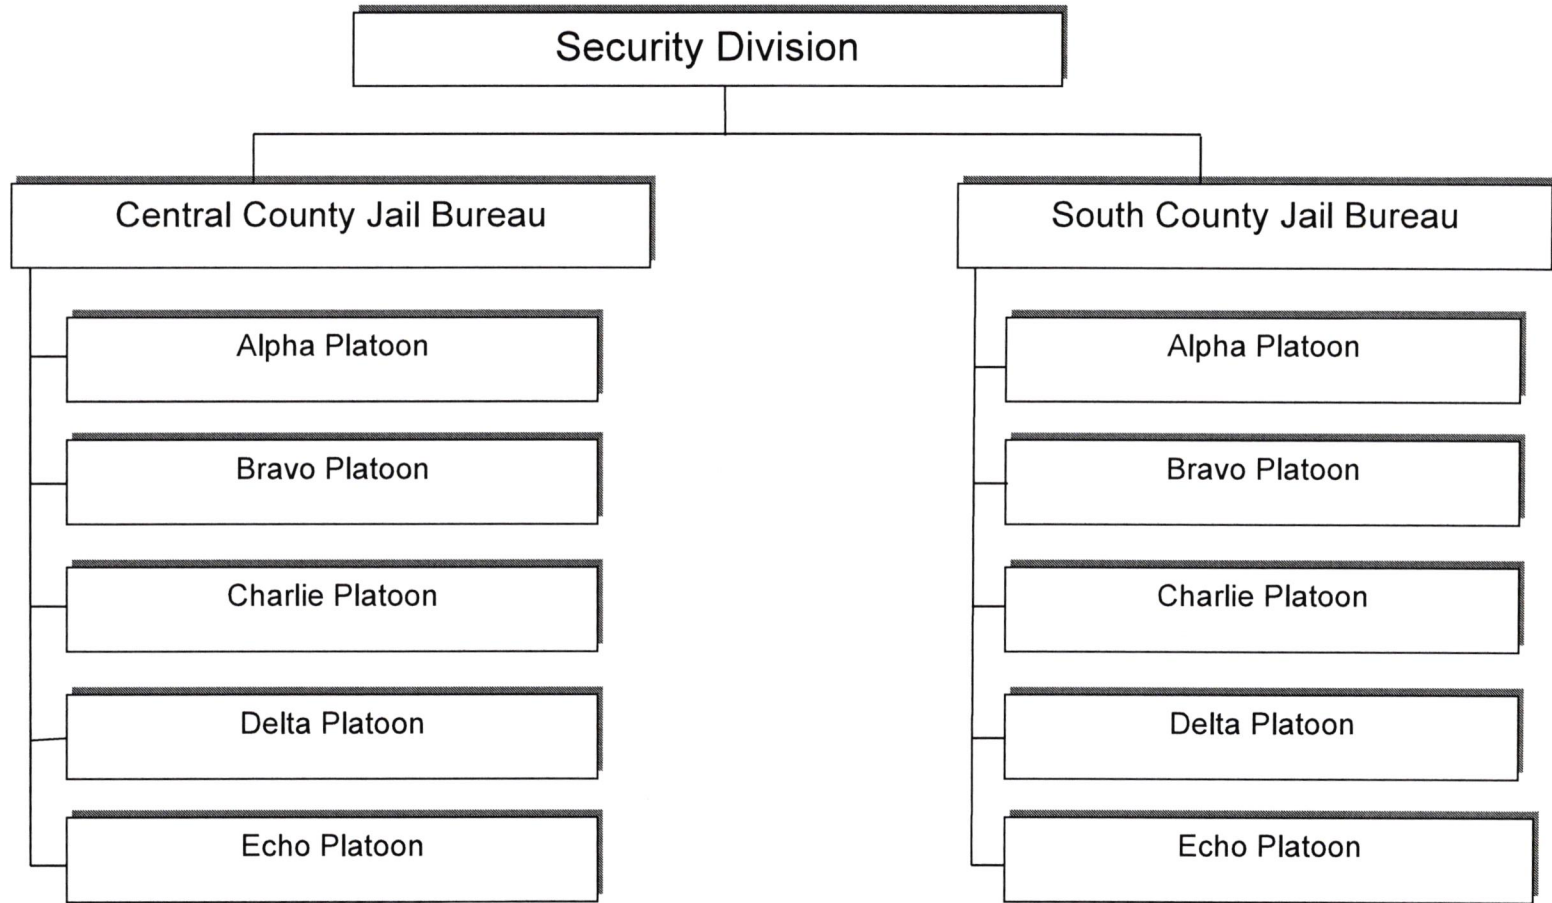 Security Division
Central County Jail Bureau
Alpha Platoon
Bravo Platoon
Charlie Platoon
Delta Platoon
Echo Platoon
South County Jail Bureau
Alpha Platoon
Bravo Platoon
Charlie Platoon
Delta Platoon
Echo Platoon